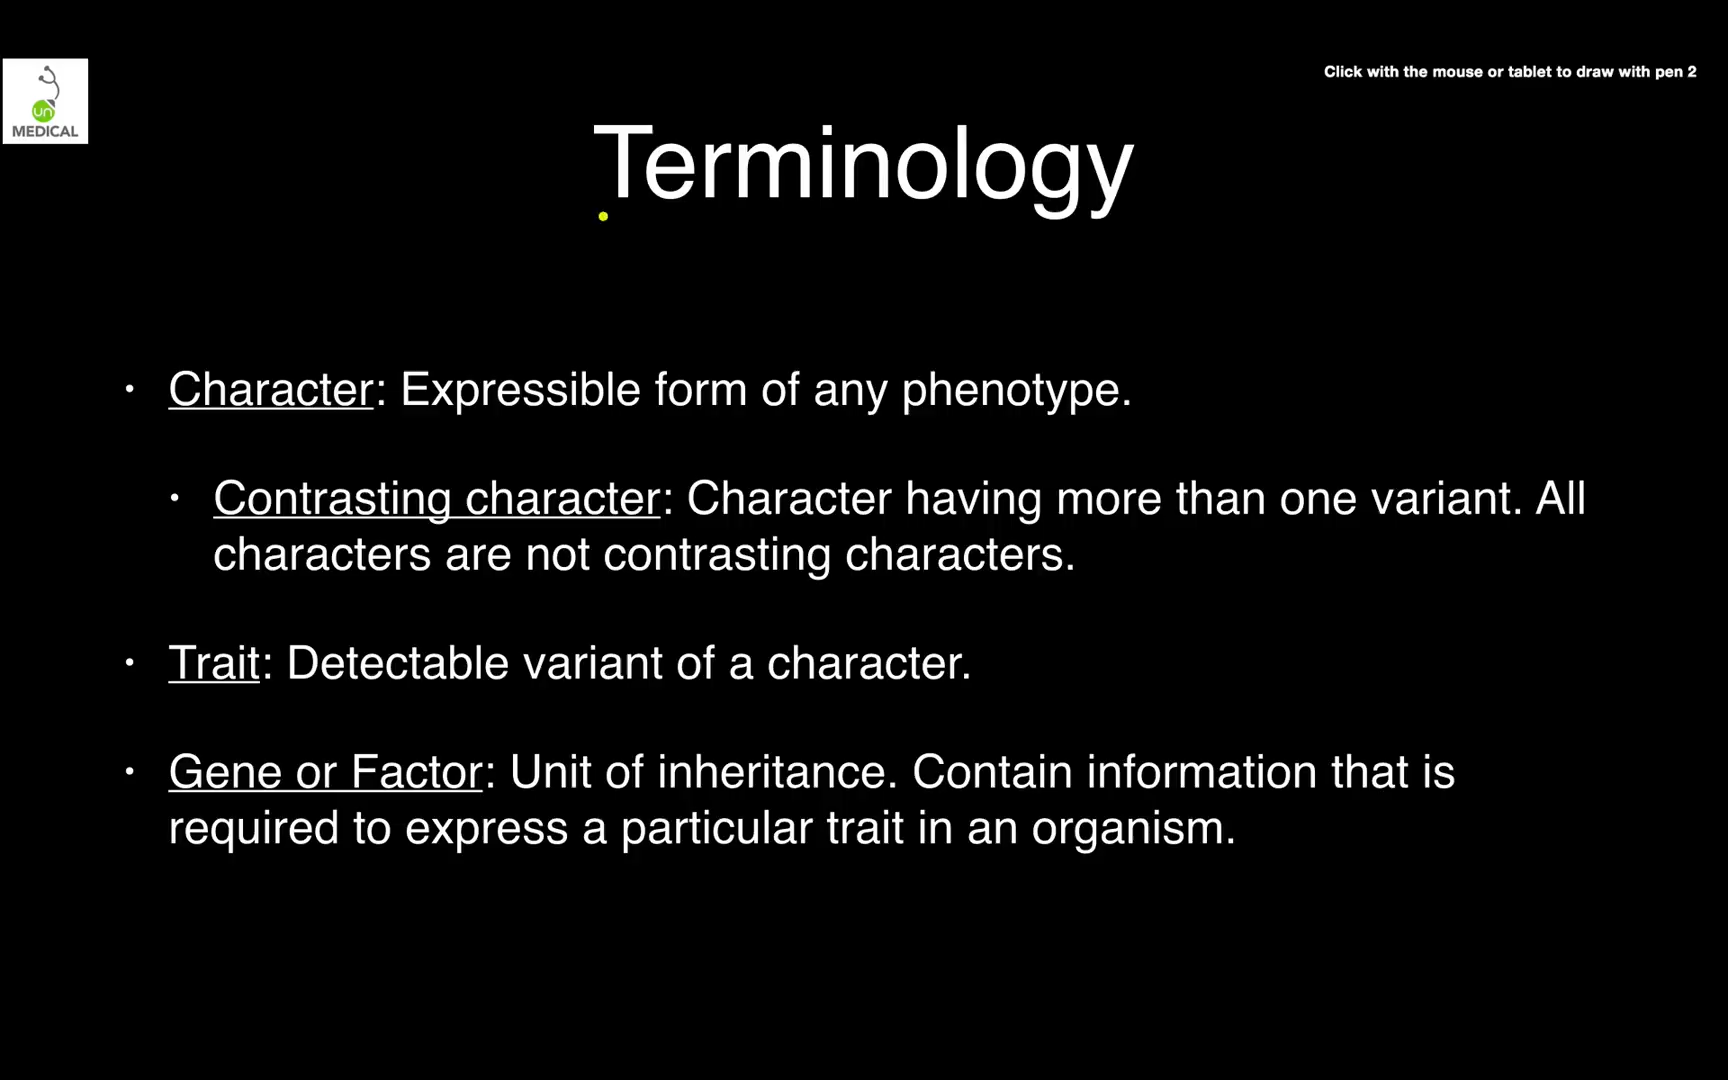 un
MEDICAL
Click with the mouse or tablet to draw with pen 2
Terminology
• Character: Expressible form of any phenotype.
• Contrasting character: Character having more than one variant. All
characters are not contrasting characters.
• Trait: Detectable variant of a character.
• Gene or Factor: Unit of inheritance. Contain information that is
required to express a particular trait in an organism.